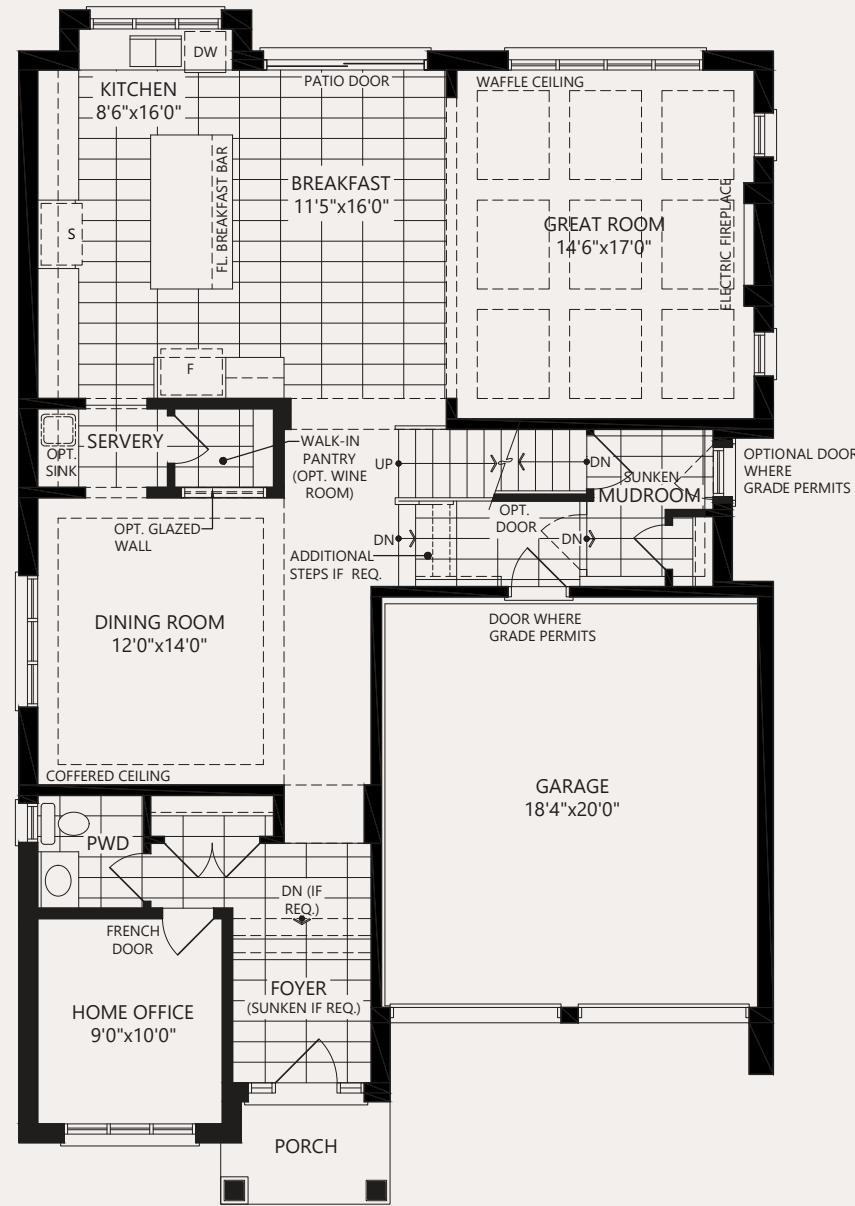 DW
KITCHEN
8'6"x16'0"
PATIO DOOR
WAFFLE CEILING
BREAKFAST
11'5"x16'0"
FL. BREAKFAST BAR
S
GREAT ROOM
14'6"x17'0"
ELECTRIC FIREPLACE
F
SERVERY
OPT.
SINK
WALK-IN
PANTRY
(OPT. WINE
ROOM)
UP
DN
SUNKEN
MUDROOM
OPTIONAL DOOR
WHERE
GRADE PERMITS
OPT. GLAZED
WALL
OPT.
DOOR
DN
DN
ADDITIONAL
STEPS IF REQ.
DINING ROOM
12'0"x14'0"
DOOR WHERE
GRADE PERMITS
COFFERED CEILING
GARAGE
18'4"x20'0"
PWD
DN (IF
REQ.)
FRENCH
DOOR
FOYER
(SUNKEN IF REQ.)
HOME OFFICE
9'0"x10'0"
PORCH